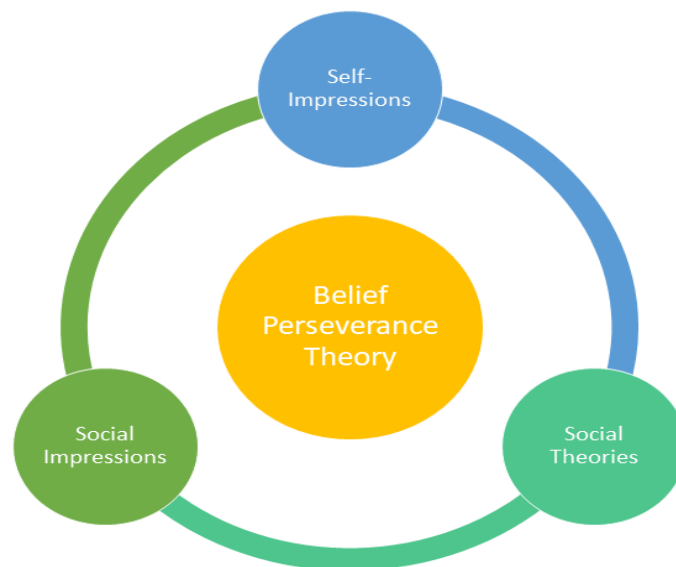 Self-
Impressions
Belief
Perseverance
Theory
Social
Impressions
Social
Theories